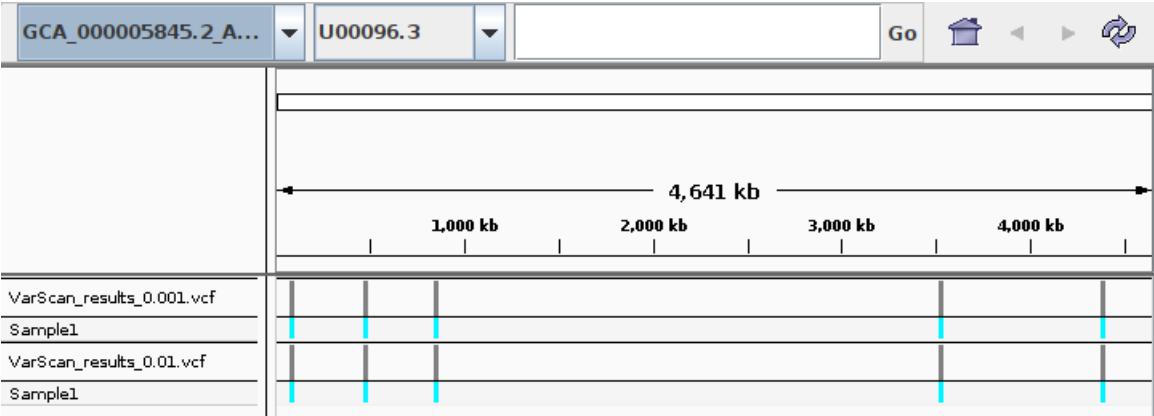 GCA_000005845.2_A... U00096.3 Go
4,641 kb
1,000 kb 2,000 kb 3,000 kb 4,000 kb
VarScan_results_0.001.vcf
Sample1
VarScan_results_0.01.vcf
Sample1